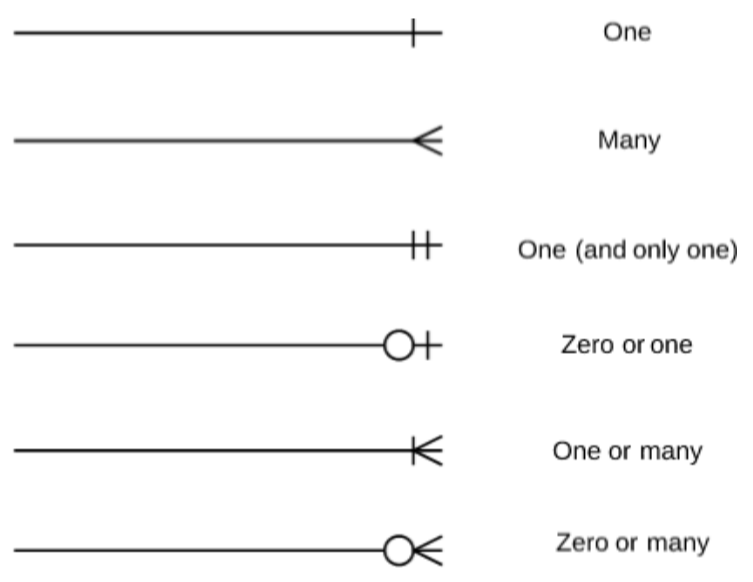 One
Many
One (and only one)
Zero or one
One or many
Zero or many